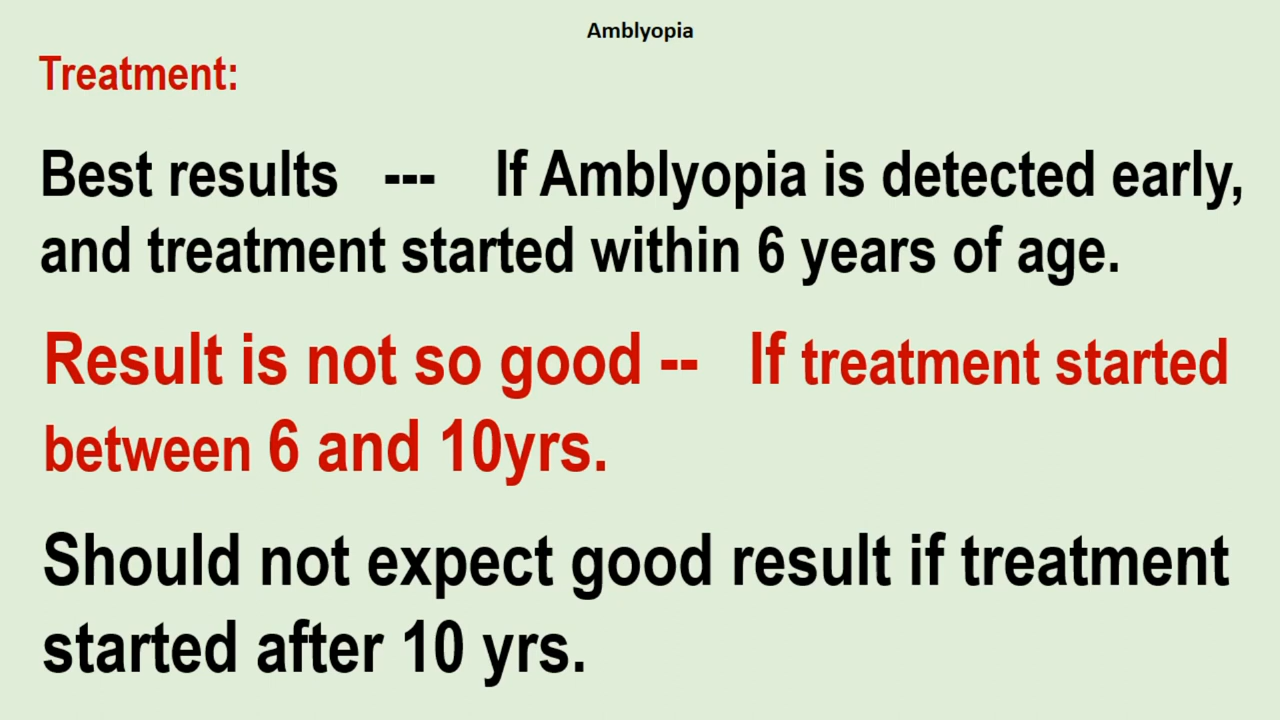 Amblyopia
Treatment:
Best results --- If Amblyopia is detected early,
and treatment started within 6 years of age.
Result is not so good -- If treatment started
between 6 and 10yrs.
Should not expect good result if treatment
started after 10 yrs.